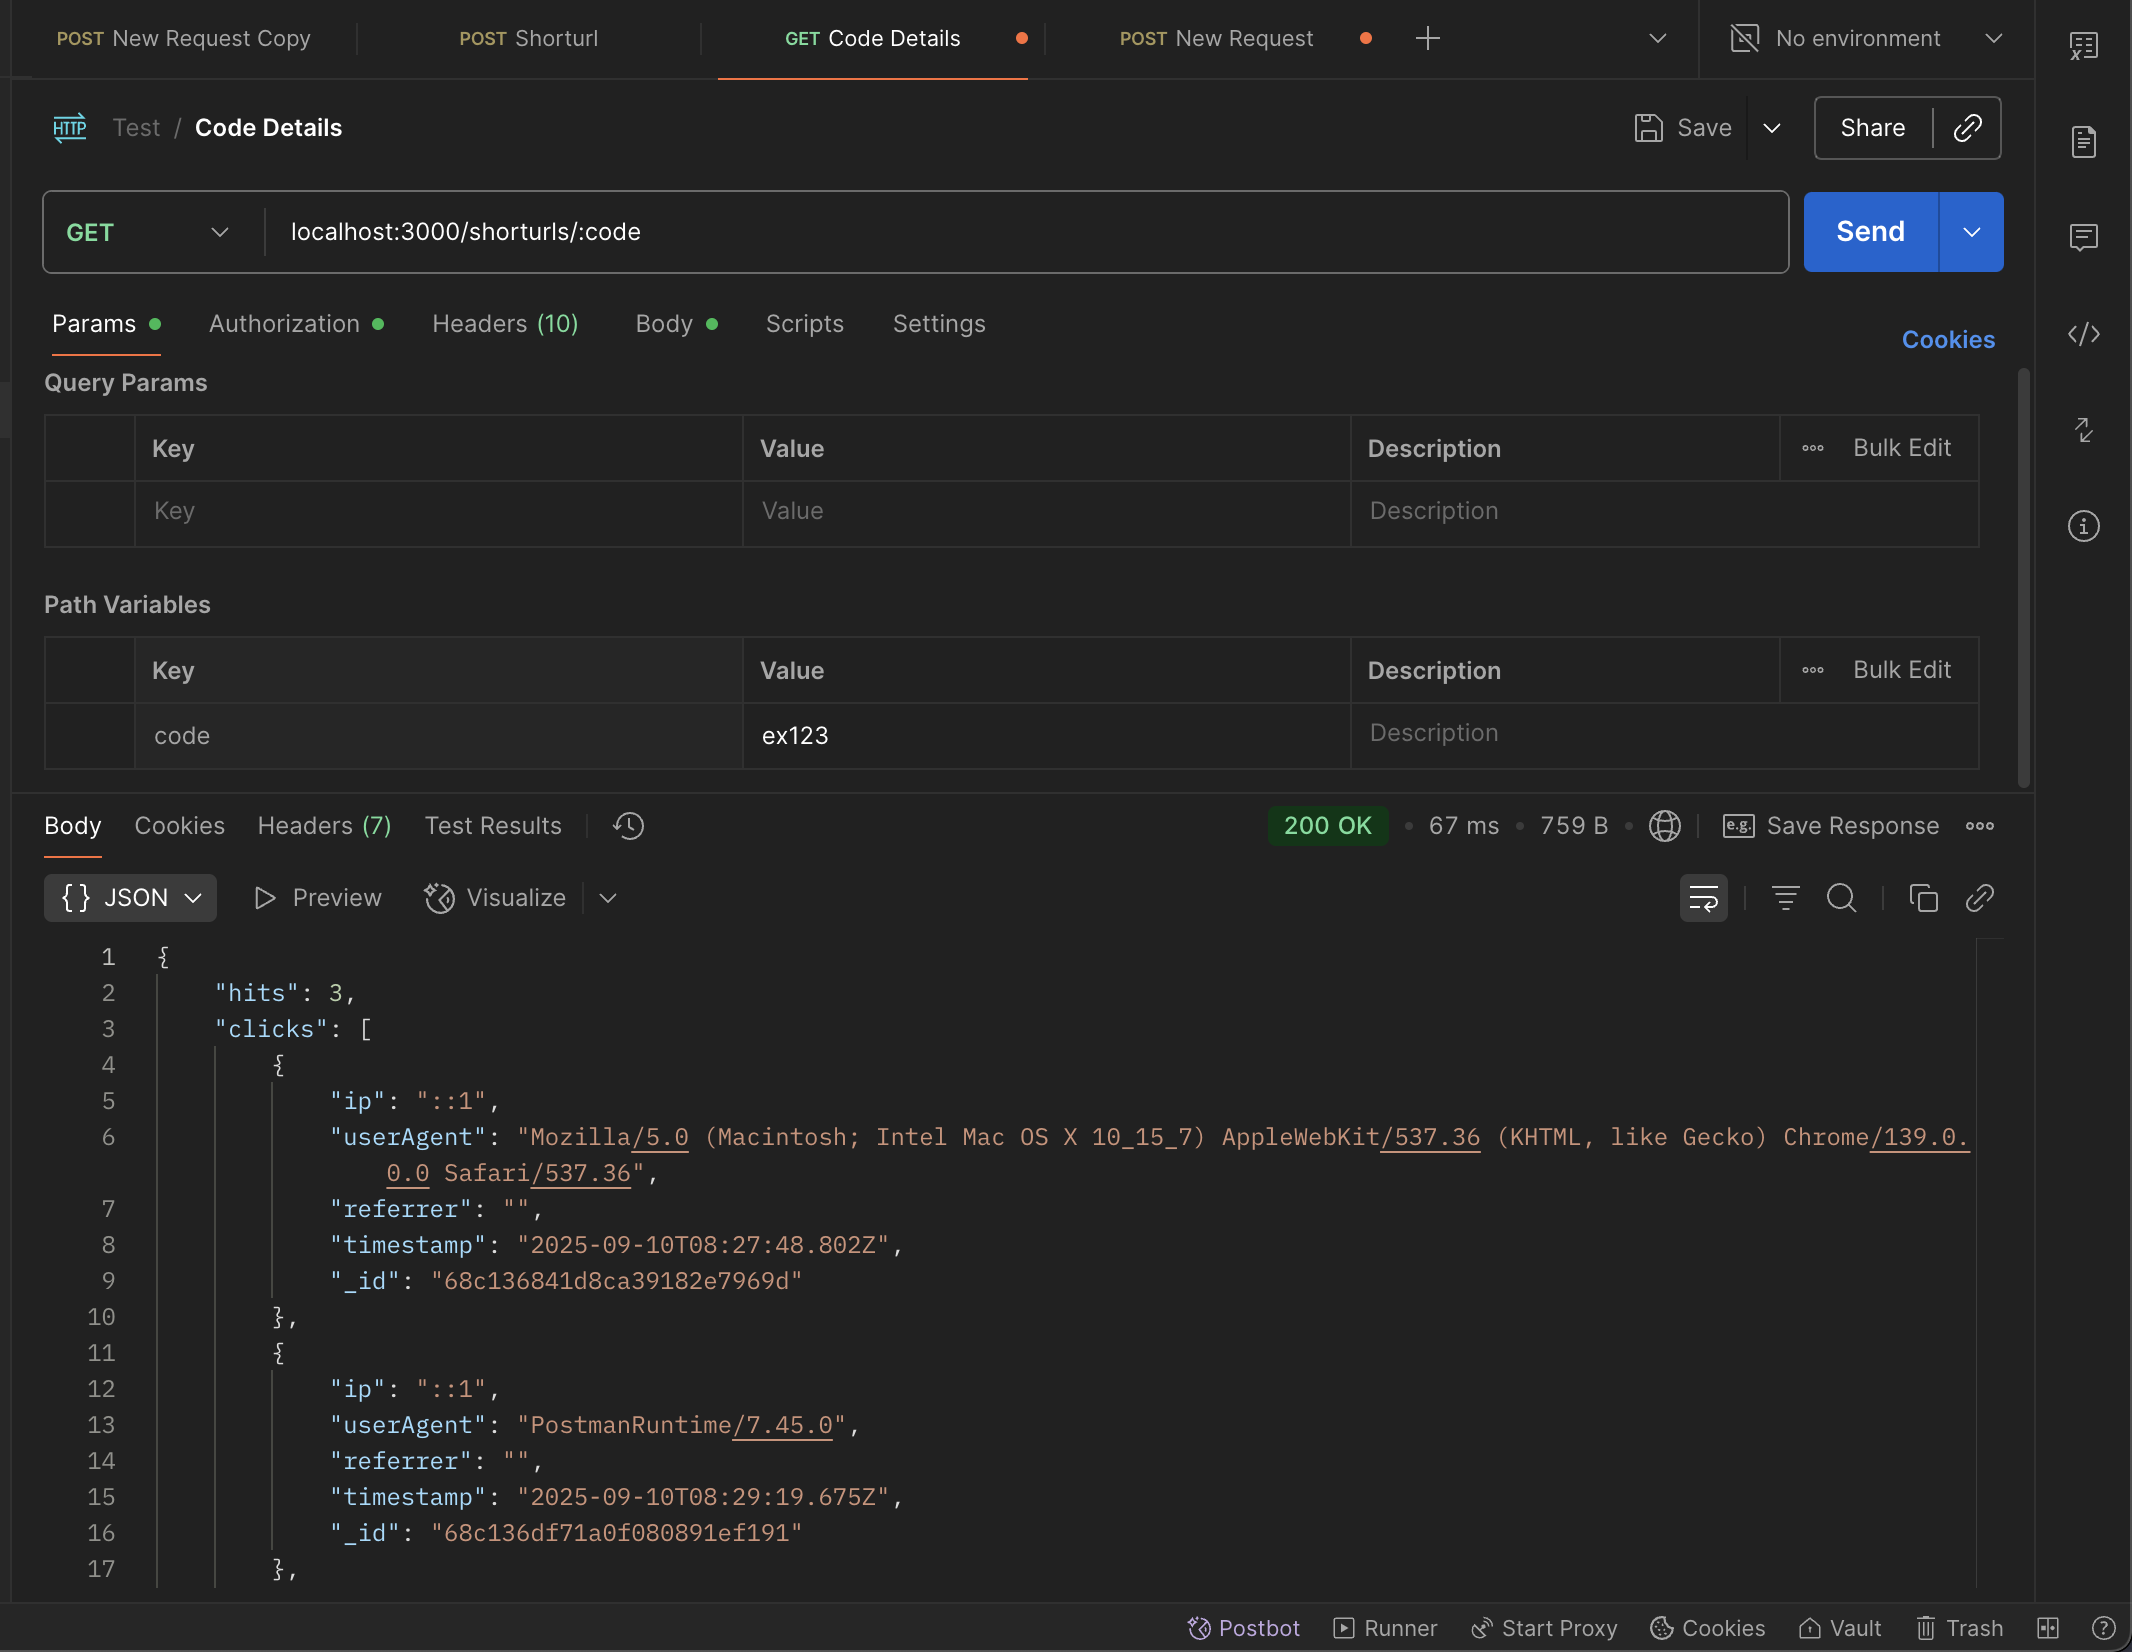 POST New Request Copy
POST Shorturl
GET Code Details
POST New Request
No environment
HTTP Test / Code Details
Save
Share
GET
localhost:3000/shorturls/:code
Send
Params
Authorization
Headers (10)
Body
Scripts
Settings
Cookies
Query Params
Key Value Description Bulk Edit
Key Value Description
Path Variables
Key Value Description Bulk Edit
code ex123 Description
Body Cookies Headers (7) Test Results
200 OK • 67 ms • 759 B • e.g. Save Response
{} JSON Preview Visualize
1 {
2 "hits": 3,
3 "clicks": [
4 {
5 "ip": "::1",
6 "userAgent": "Mozilla/5.0 (Macintosh; Intel Mac OS X 10_15_7) AppleWebKit/537.36 (KHTML, like Gecko) Chrome/139.0.
0.0 Safari/537.36",
7 "referrer": "",
8 "timestamp": "2025-09-10T08:27:48.802Z",
9 "_id": "68c136841d8ca39182e7969d"
10 },
11 {
12 "ip": "::1",
13 "userAgent": "PostmanRuntime/7.45.0",
14 "referrer": "",
15 "timestamp": "2025-09-10T08:29:19.675Z",
16 "_id": "68c136df71a0f080891ef191"
17 },
Postbot Runner Start Proxy Cookies Vault Trash